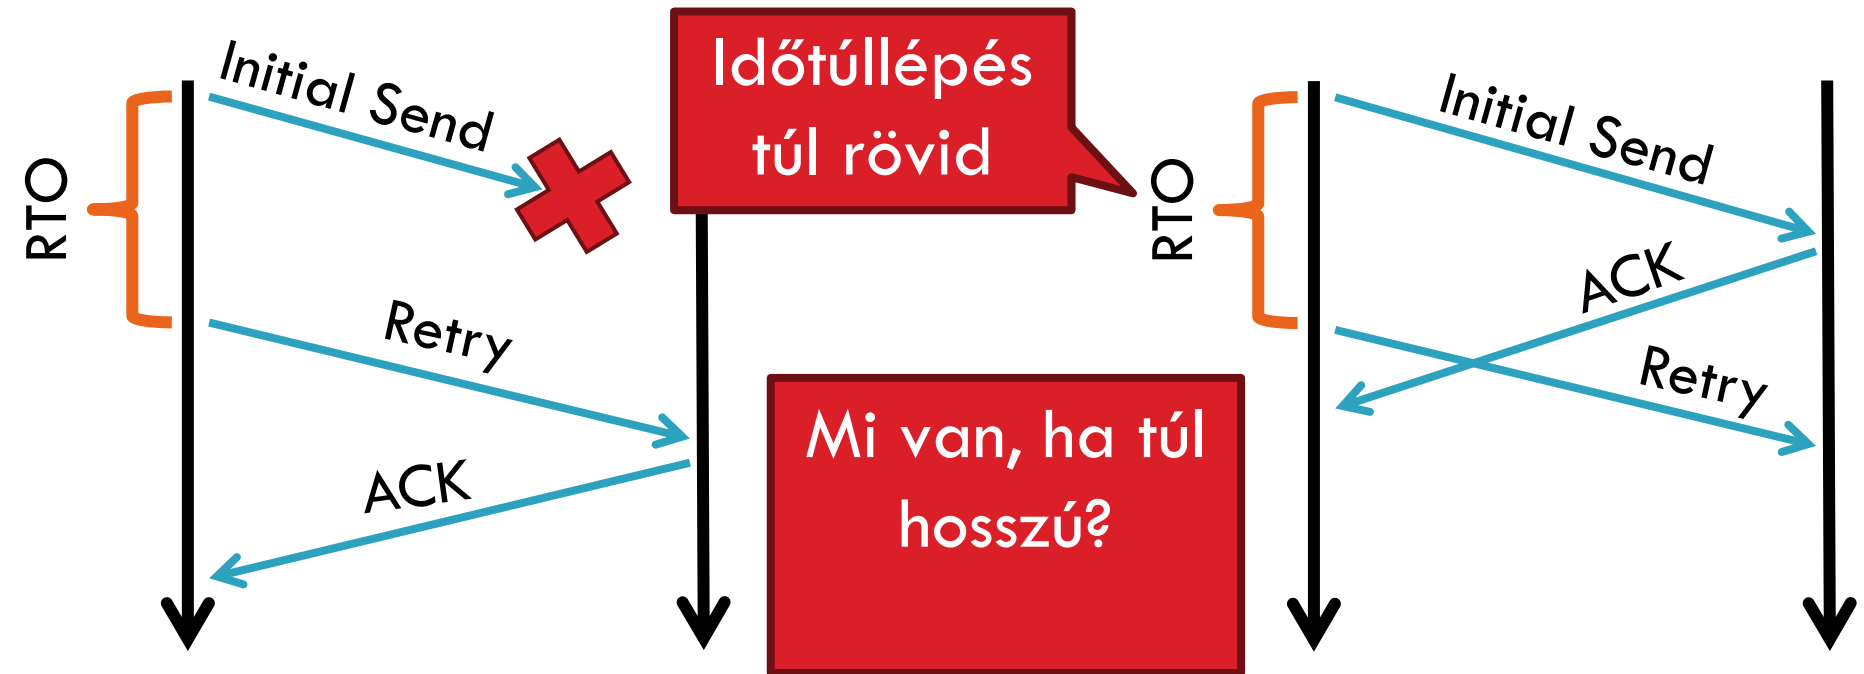 RTO
Initial Send
Retry
ACK
Időtúllépés
túl rövid
Mi van, ha túl
hosszú?
RTO
Initial Send
ACK
Retry